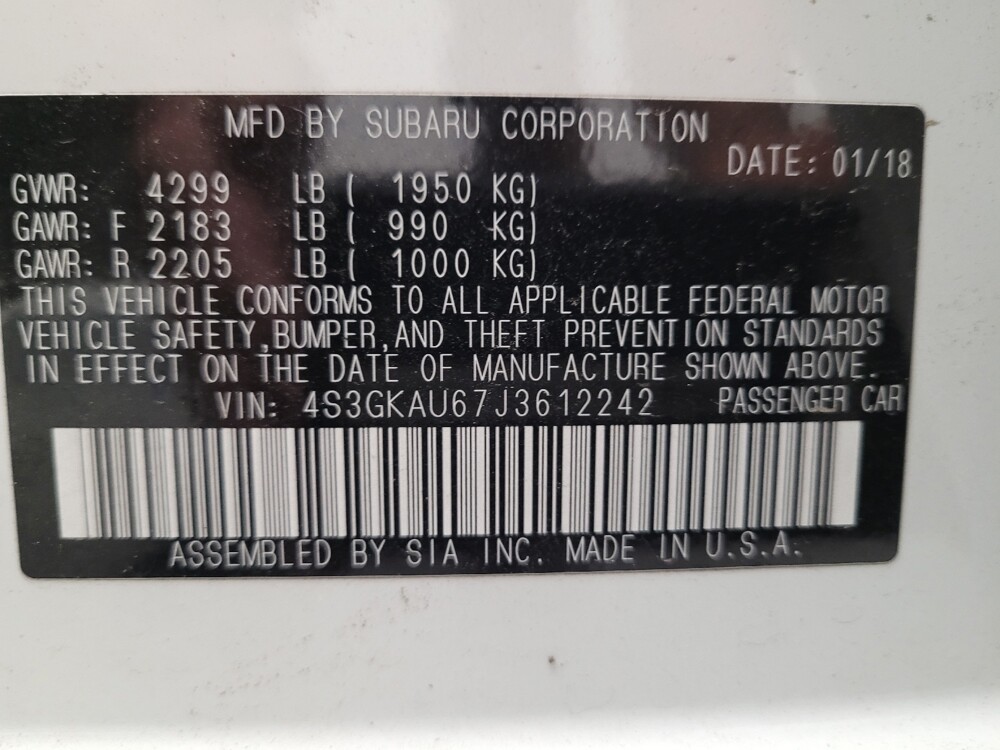 MFD BY SUBARU CORPORATION
DATE: 01/18
GVWR: 4299 LB ( 1950 KG)
GAWR: F 2183 LB ( 990 KG)
GAWR: R 2205 LB ( 1000 KG)
THIS VEHICLE CONFORMS TO ALL APPLICABLE FEDERAL MOTOR
VEHICLE SAFETY,BUMPER,AND THEFT PREVENTION STANDARDS
IN EFFECT ON THE DATE OF MANUFACTURE SHOWN ABOVE.
VIN: 4S3GKAU67J3612242 PASSENGER CAR
ASSEMBLED BY SIA INC. MADE IN U.S.A.